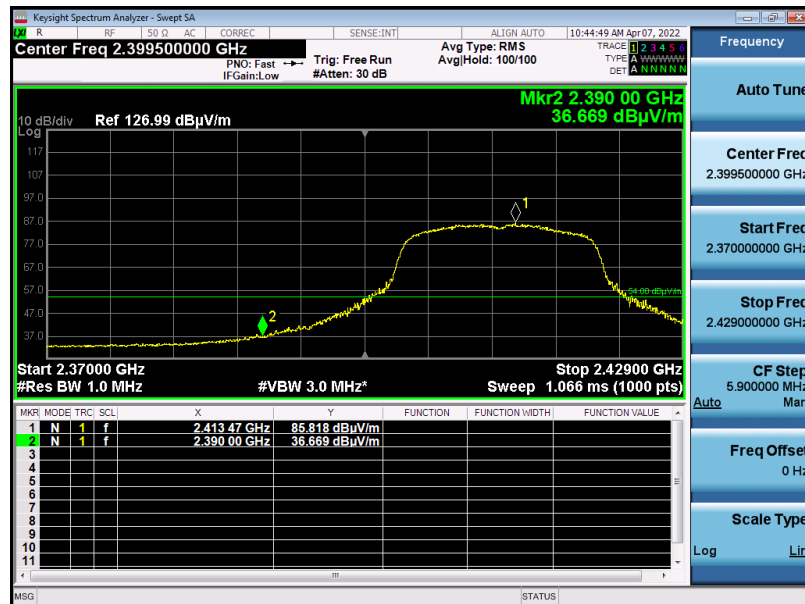 Keysight Spectrum Analyzer - Swept SA
LXI R RF 50 Ω AC CORREC SENSE:INT ALIGN AUTO 10:44:49 AM Apr 07, 2022
Center Freq 2.399500000 GHz
PNO: Fast
IFGain:Low
Trig: Free Run
#Atten: 30 dB
Avg Type: RMS
Avg|Hold: 100/100
TRACE 1 2 3 4 5 6
TYPE A WWWWW
DET A N N N N N
Mkr2 2.390 00 GHz
36.669 dBµV/m
10 dB/div Ref 126.99 dBµV/m
Log
117
107
97.0
87.0
77.0
67.0
57.0
47.0
37.0
1
2
54.00 dBµV/m
Start 2.37000 GHz Stop 2.42900 GHz
#Res BW 1.0 MHz #VBW 3.0 MHz* Sweep 1.066 ms (1000 pts)
MKR MODE TRC SCL X Y FUNCTION FUNCTION WIDTH FUNCTION VALUE
1 N 1 f 2.413 47 GHz 85.818 dBµV/m
2 N 1 f 2.390 00 GHz 36.669 dBµV/m
3
4
5
6
7
8
9
10
11
MSG STATUS
Frequency
Auto Tune
Center Freq
2.399500000 GHz
Start Freq
2.370000000 GHz
Stop Freq
2.429000000 GHz
CF Step
5.900000 MHz
Auto Man
Freq Offset
0 Hz
Scale Type
Log Lin